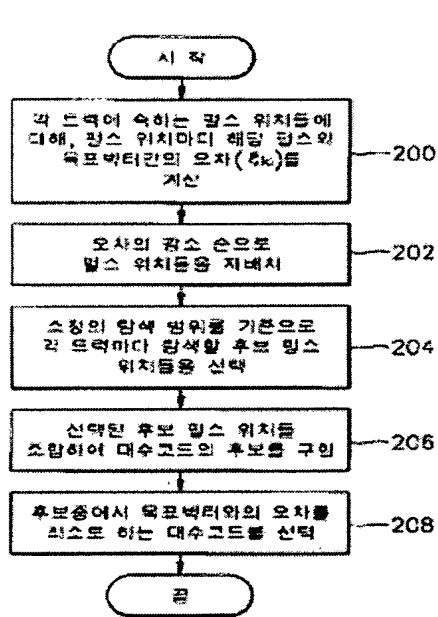 시 작
각 트랙에 속하는 펄스 위치들에
대해, 펄스 위치마다 해당 펄스와
목표벡터간의 오차( )를
계산
200
오차의 감소 순으로
펄스 위치들을 재배치
202
소정의 탐색 범위를 기준으로
각 트랙마다 탐색할 후보 펄스
위치들을 선택
204
선택된 후보 펄스 위치를
조합하여 대수코드의 후보를 구함
206
후보중에서 목표벡터와의 오차를
최소로 하는 대수코드를 선택
208
끝